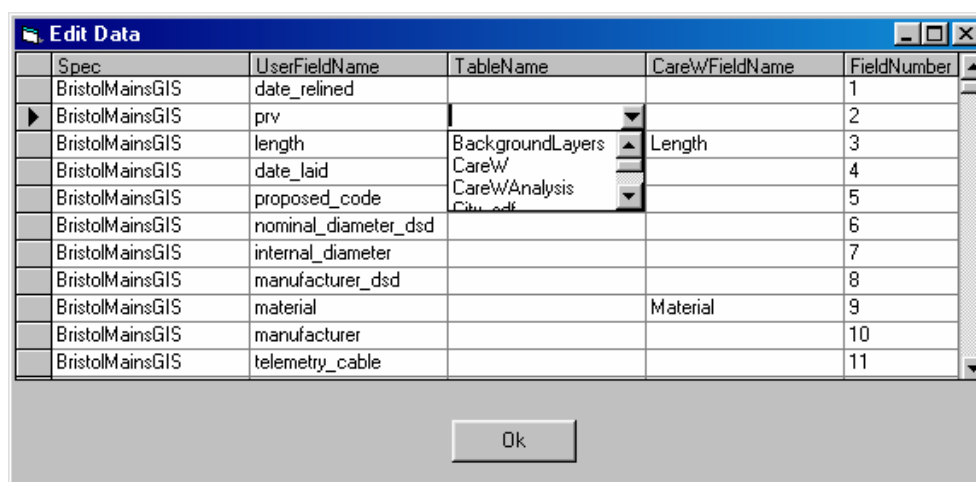 Edit Data
Spec UserFieldName TableName CareWFieldName FieldNumber
BristolMainsGIS date_relined 1
BristolMainsGIS prv 2
BristolMainsGIS length BackgroundLayers Length 3
BristolMainsGIS date_laid CareW 4
BristolMainsGIS proposed_code CareWAnalysis 5
BristolMainsGIS nominal_diameter_dsd 6
BristolMainsGIS internal_diameter 7
BristolMainsGIS manufacturer_dsd 8
BristolMainsGIS material Material 9
BristolMainsGIS manufacturer 10
BristolMainsGIS telemetry_cable 11
Ok